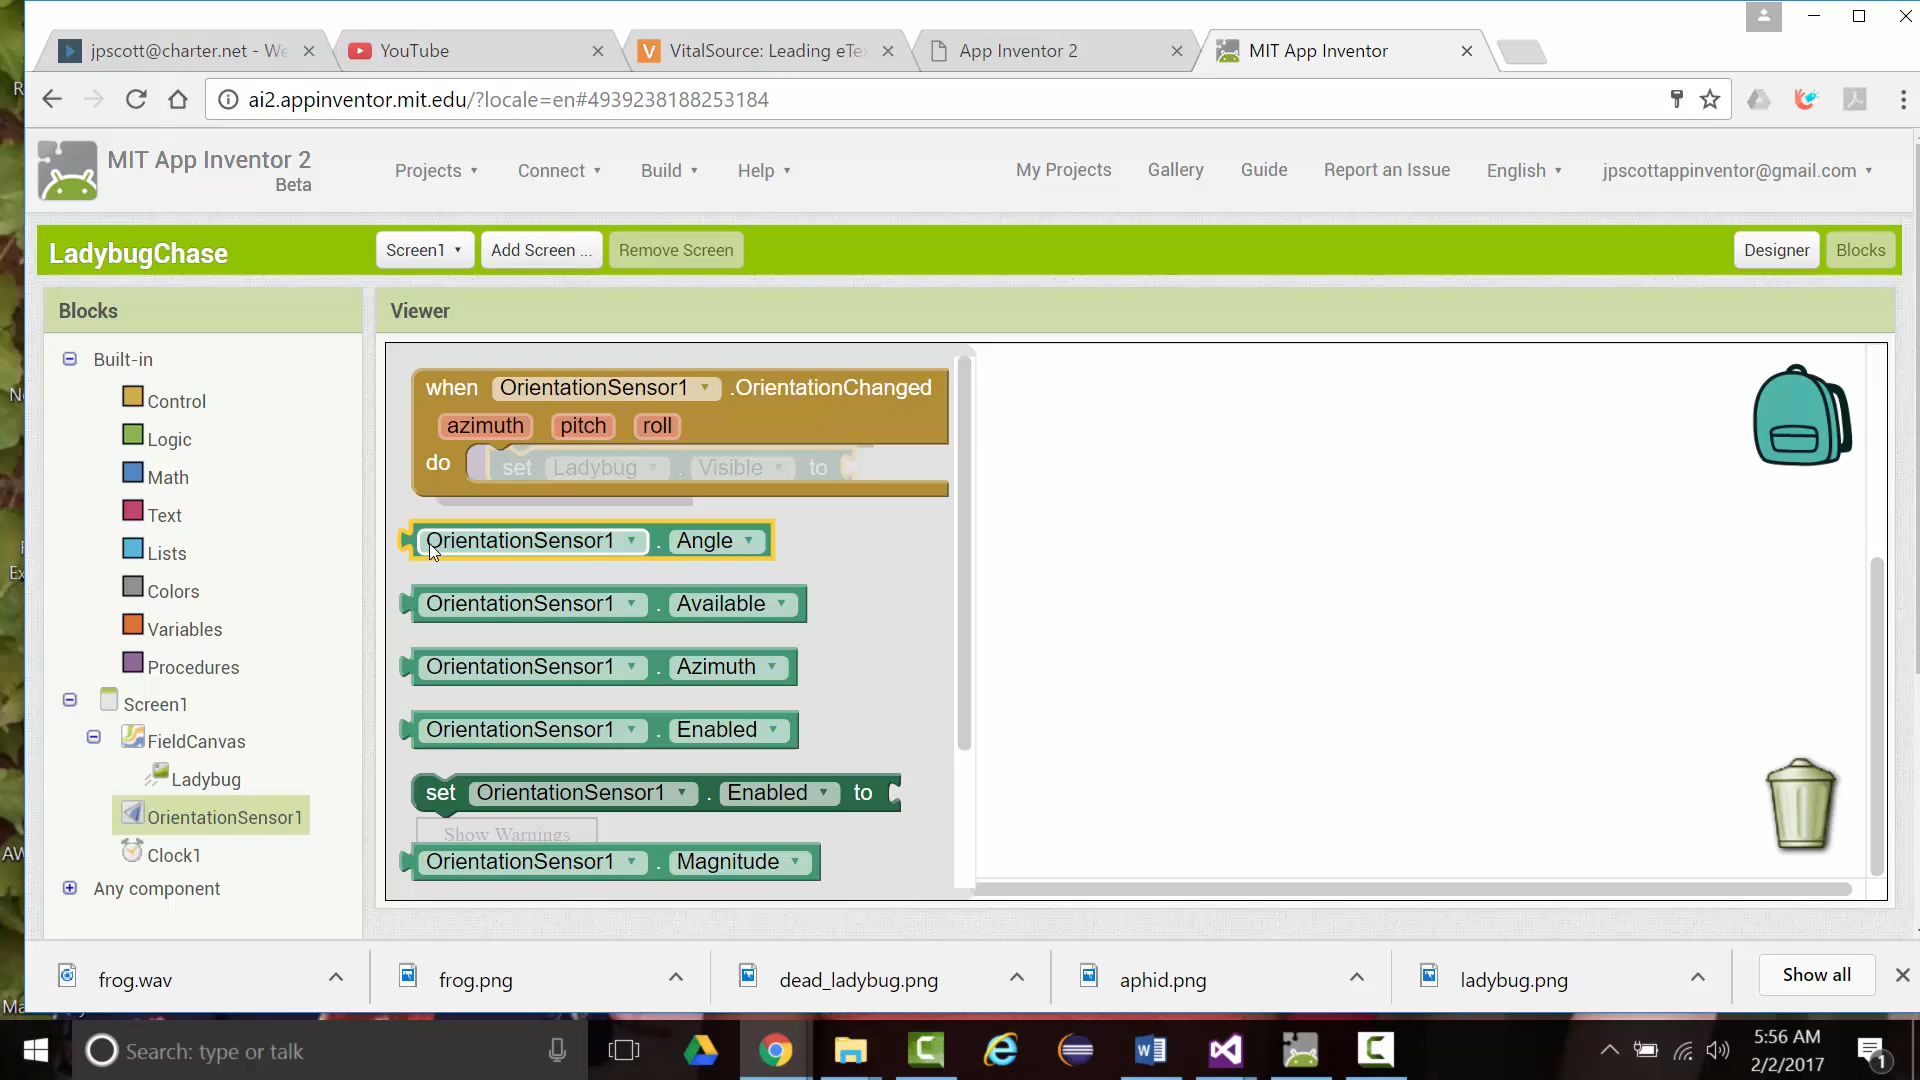 jpscott@charter.net - We
YouTube
VitalSource: Leading eTe
App Inventor 2
MIT App Inventor
ai2.appinventor.mit.edu/?locale=en#4939238188253184
MIT App Inventor 2
Beta
Projects
Connect
Build
Help
My Projects
Gallery
Guide
Report an Issue
English
jpscottappinventor@gmail.com
LadybugChase
Screen1
Add Screen ...
Remove Screen
Designer
Blocks
Blocks
Viewer
Built-in
Control
Logic
Math
Text
Lists
Colors
Variables
Procedures
Screen1
FieldCanvas
Ladybug
OrientationSensor1
Clock1
Any component
when OrientationSensor1 .OrientationChanged
azimuth pitch roll
do set Ladybug . Visible to
OrientationSensor1 . Angle
OrientationSensor1 . Available
OrientationSensor1 . Azimuth
OrientationSensor1 . Enabled
set OrientationSensor1 . Enabled to
Show Warnings
OrientationSensor1 . Magnitude
frog.wav
frog.png
dead_ladybug.png
aphid.png
ladybug.png
Show all
Search: type or talk
5:56 AM
2/2/2017
1